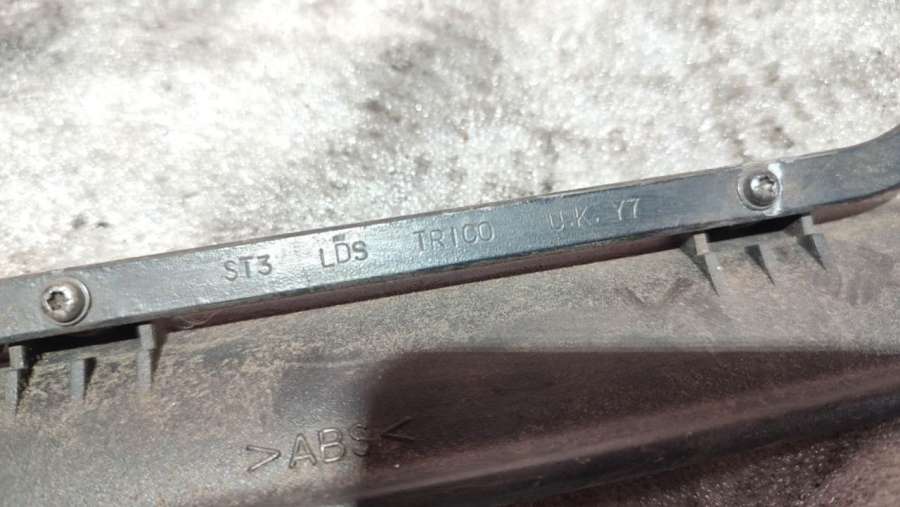 ST3 LDS TRICO U.K. Y7
>ABS<